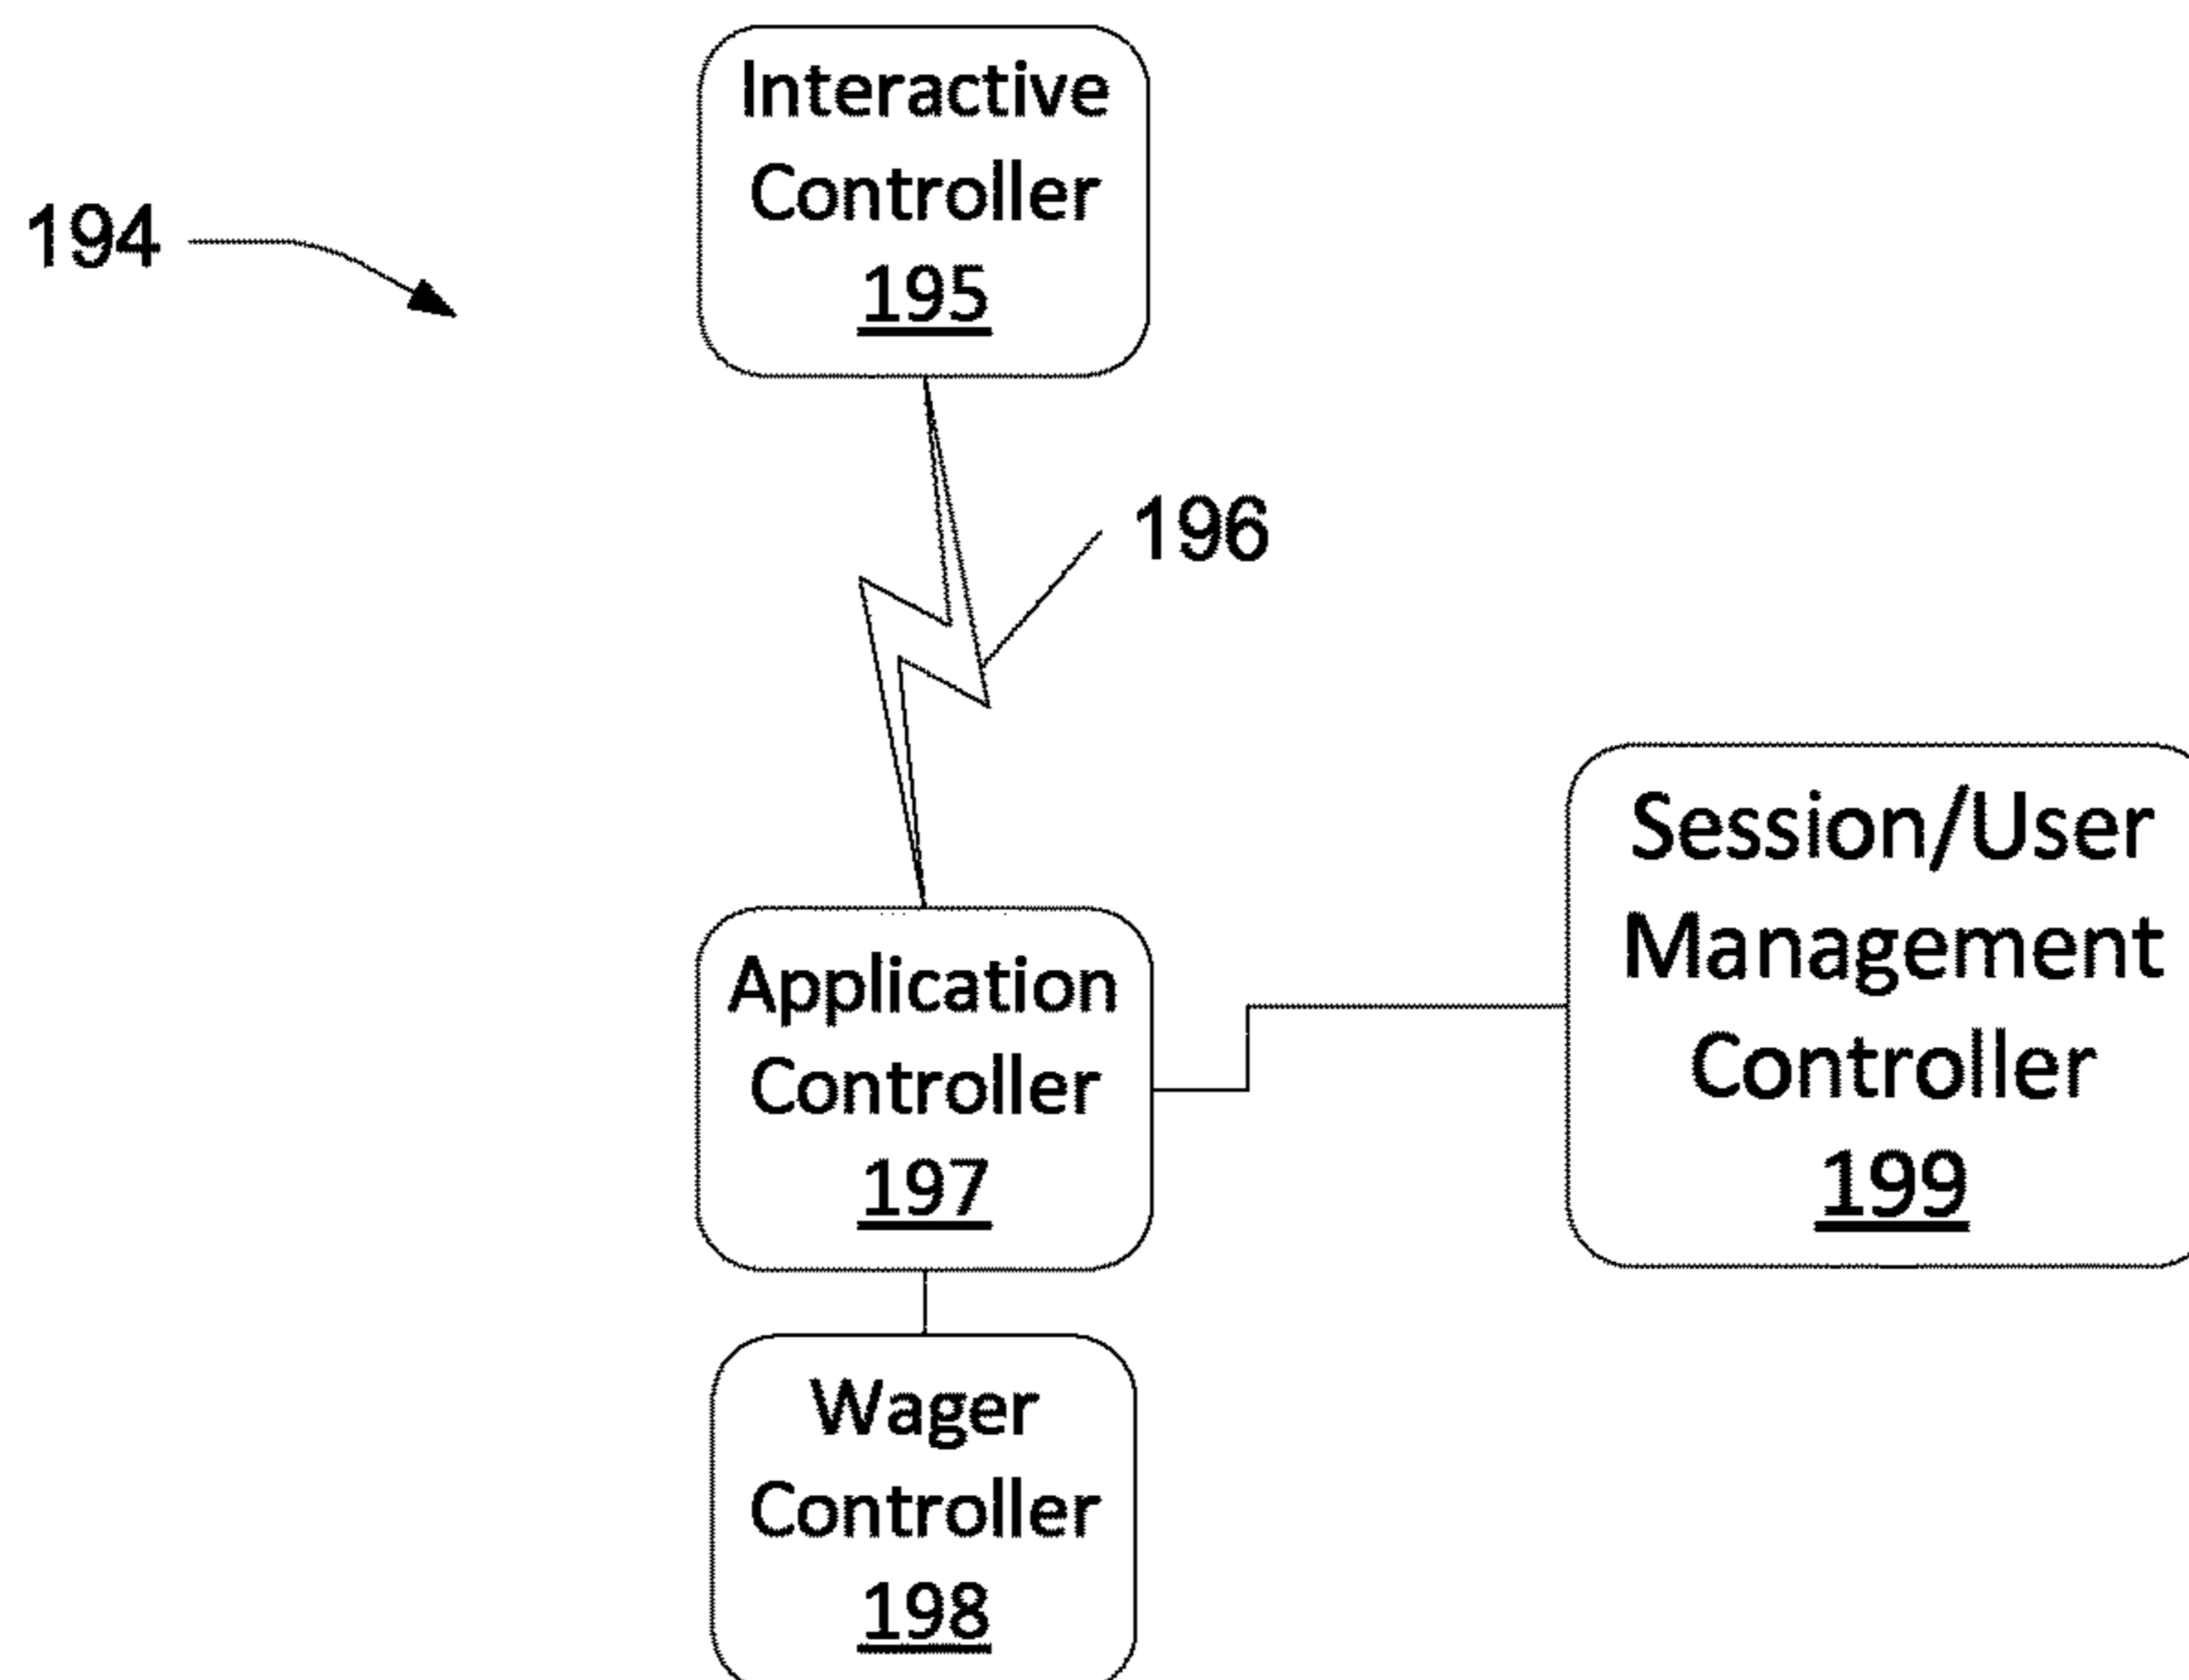 Interactive
Controller
195
194
196
Application
Controller
197
Session/User
Management
Controller
199
Wager
Controller
198